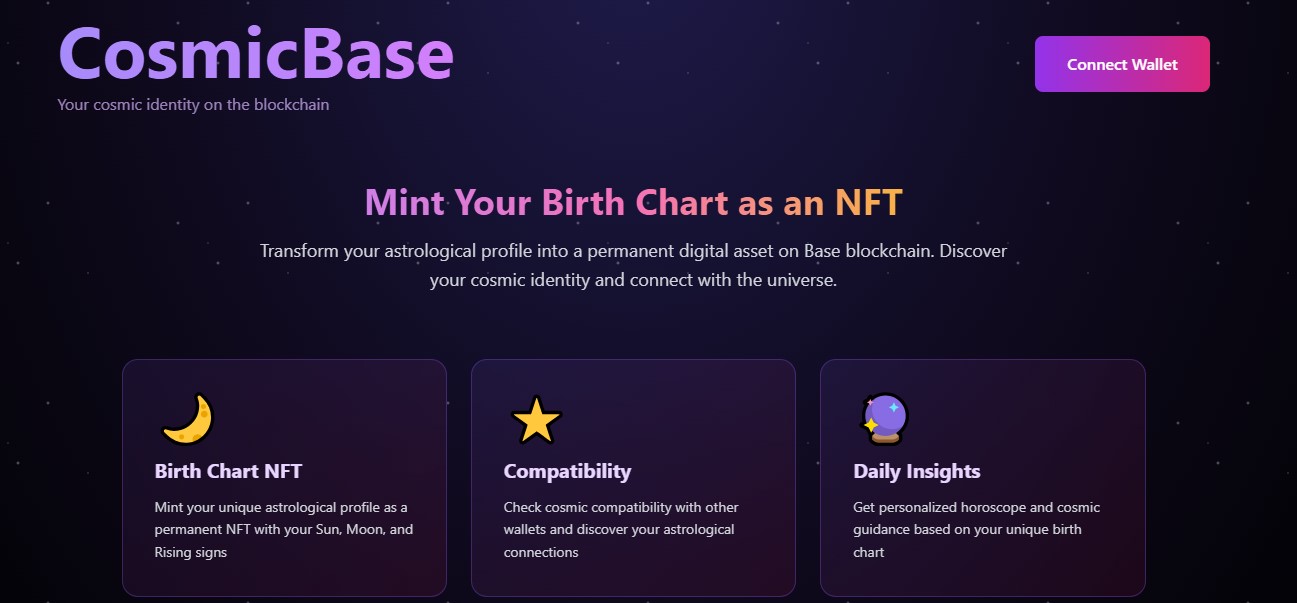 CosmicBase
Your cosmic identity on the blockchain
Connect Wallet
Mint Your Birth Chart as an NFT
Transform your astrological profile into a permanent digital asset on Base blockchain. Discover
your cosmic identity and connect with the universe.
Birth Chart NFT
Mint your unique astrological profile as a
permanent NFT with your Sun, Moon, and
Rising signs
Compatibility
Check cosmic compatibility with other
wallets and discover your astrological
connections
Daily Insights
Get personalized horoscope and cosmic
guidance based on your unique birth
chart